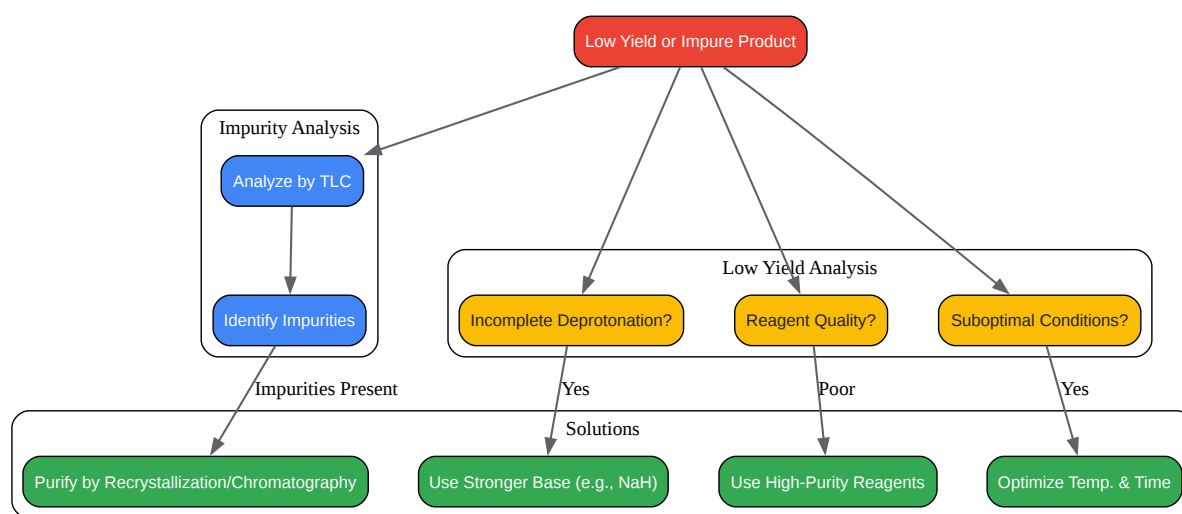 Low Yield or Impure Product
Impurity Analysis
Analyze by TLC
Low Yield Analysis
Identify Impurities
Incomplete Deprotonation?
Reagent Quality?
Suboptimal Conditions?
Impurities Present
Yes
Poor
Yes
Solutions
Purify by Recrystallization/Chromatography
Use Stronger Base (e.g., NaH)
Use High-Purity Reagents
Optimize Temp. & Time